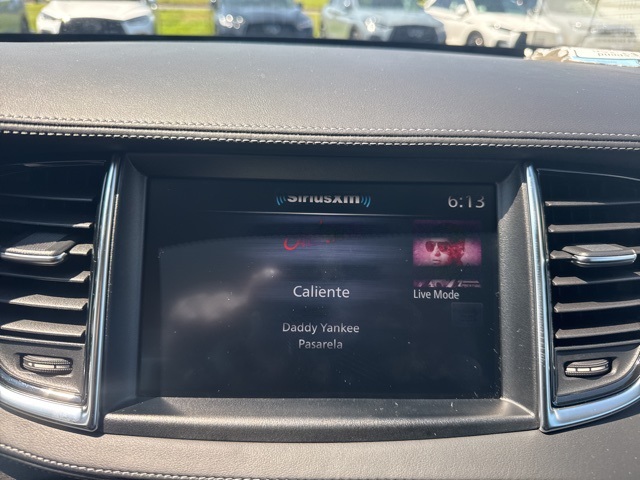 SiriusXM
6:13
Caliente
Live Mode
Daddy Yankee
Pasarela